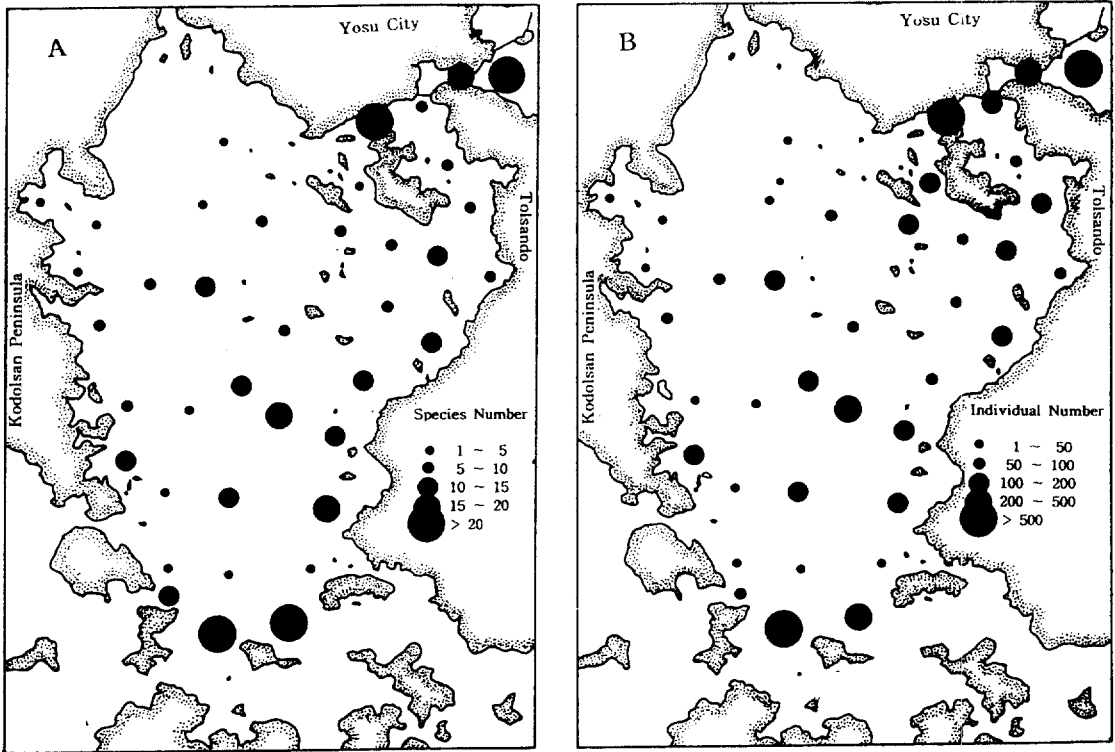 A
Yosu City
Kodolsan Peninsula
Tolsando
Species Number
1 ~ 5
5 ~ 10
10 ~ 15
15 ~ 20
> 20
B
Yosu City
Kodolsan Peninsula
Tolsando
Individual Number
1 ~ 50
50 ~ 100
100 ~ 200
200 ~ 500
> 500